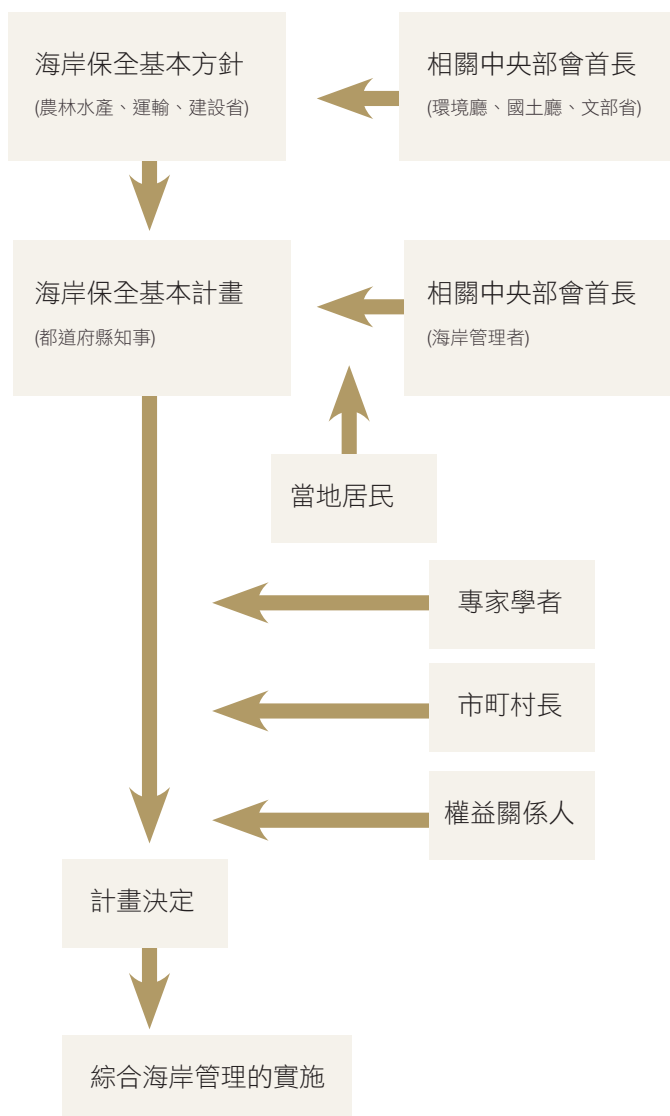 海岸保全基本方針
(農林水產、運輸、建設省)
相關中央部會首長
(環境廳、國土廳、文部省)
海岸保全基本計畫
(都道府縣知事)
相關中央部會首長
(海岸管理者)
當地居民
專家學者
市町村長
權益關係人
計畫決定
綜合海岸管理的實施